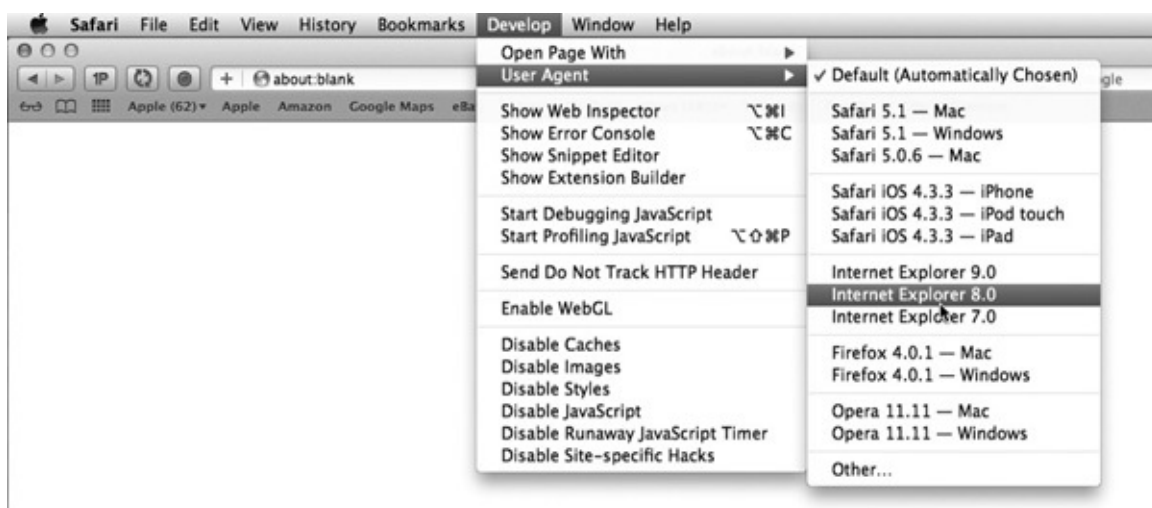 Safari File Edit View History Bookmarks Develop Window Help
1P + about:blank gle
Apple (62) Apple Amazon Google Maps eBa
Open Page With
User Agent
Show Web Inspector ⌥⌘I
Show Error Console ⌥⌘C
Show Snippet Editor
Show Extension Builder
Start Debugging JavaScript
Start Profiling JavaScript ⌥⇧⌘P
Send Do Not Track HTTP Header
Enable WebGL
Disable Caches
Disable Images
Disable Styles
Disable JavaScript
Disable Runaway JavaScript Timer
Disable Site-specific Hacks
✓ Default (Automatically Chosen)
Safari 5.1 — Mac
Safari 5.1 — Windows
Safari 5.0.6 — Mac
Safari iOS 4.3.3 — iPhone
Safari iOS 4.3.3 — iPod touch
Safari iOS 4.3.3 — iPad
Internet Explorer 9.0
Internet Explorer 8.0
Internet Explorer 7.0
Firefox 4.0.1 — Mac
Firefox 4.0.1 — Windows
Opera 11.11 — Mac
Opera 11.11 — Windows
Other...